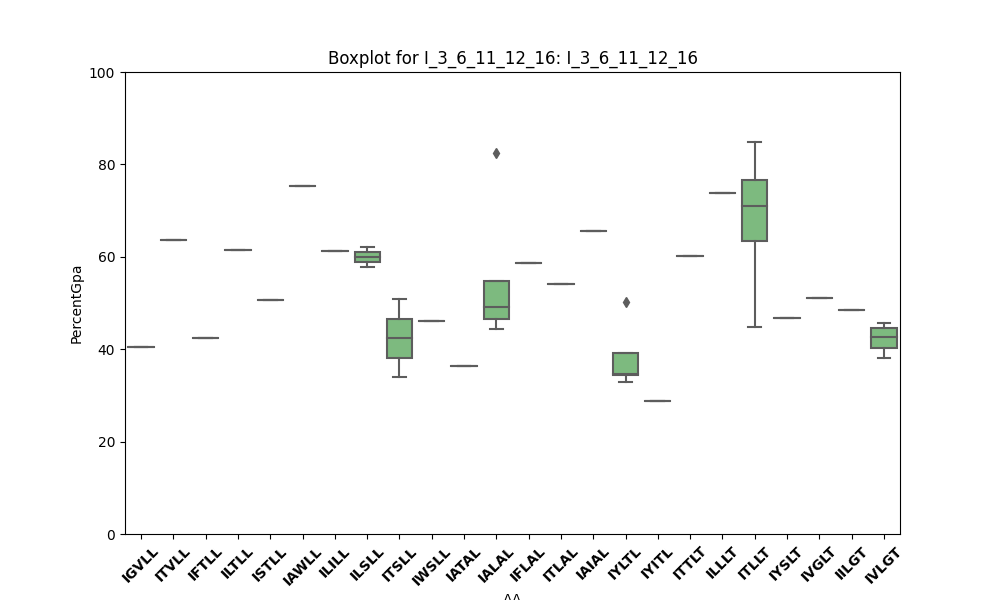 Boxplot for I_3_6_11_12_16: I_3_6_11_12_16
100
80
60
40
20
0
PercentGpa
IGVLL
ITVLL
IFTLL
ILTLL
ISTLL
IAWLL
ILILL
ILSLL
ITSLL
IWSLL
IATAL
IALAL
IFLAL
ITLAL
IAIAL
IYLTL
IYITL
ITTLT
ILLLT
ITLLT
IYSLT
IVGLT
IILGT
IVLGT
AA